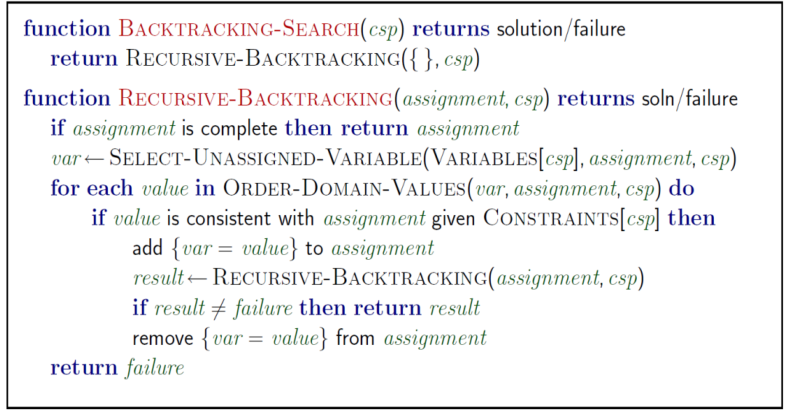 function BACKTRACKING-SEARCH(csp) returns solution/failure
return RECURSIVE-BACKTRACKING({ }, csp)
function RECURSIVE-BACKTRACKING(assignment, csp) returns soln/failure
if assignment is complete then return assignment
var ← SELECT-UNASSIGNED-VARIABLE(VARIABLES[csp], assignment, csp)
for each value in ORDER-DOMAIN-VALUES(var, assignment, csp) do
if value is consistent with assignment given CONSTRAINTS[csp] then
add {var = value} to assignment
result ← RECURSIVE-BACKTRACKING(assignment, csp)
if result ≠ failure then return result
remove {var = value} from assignment
return failure